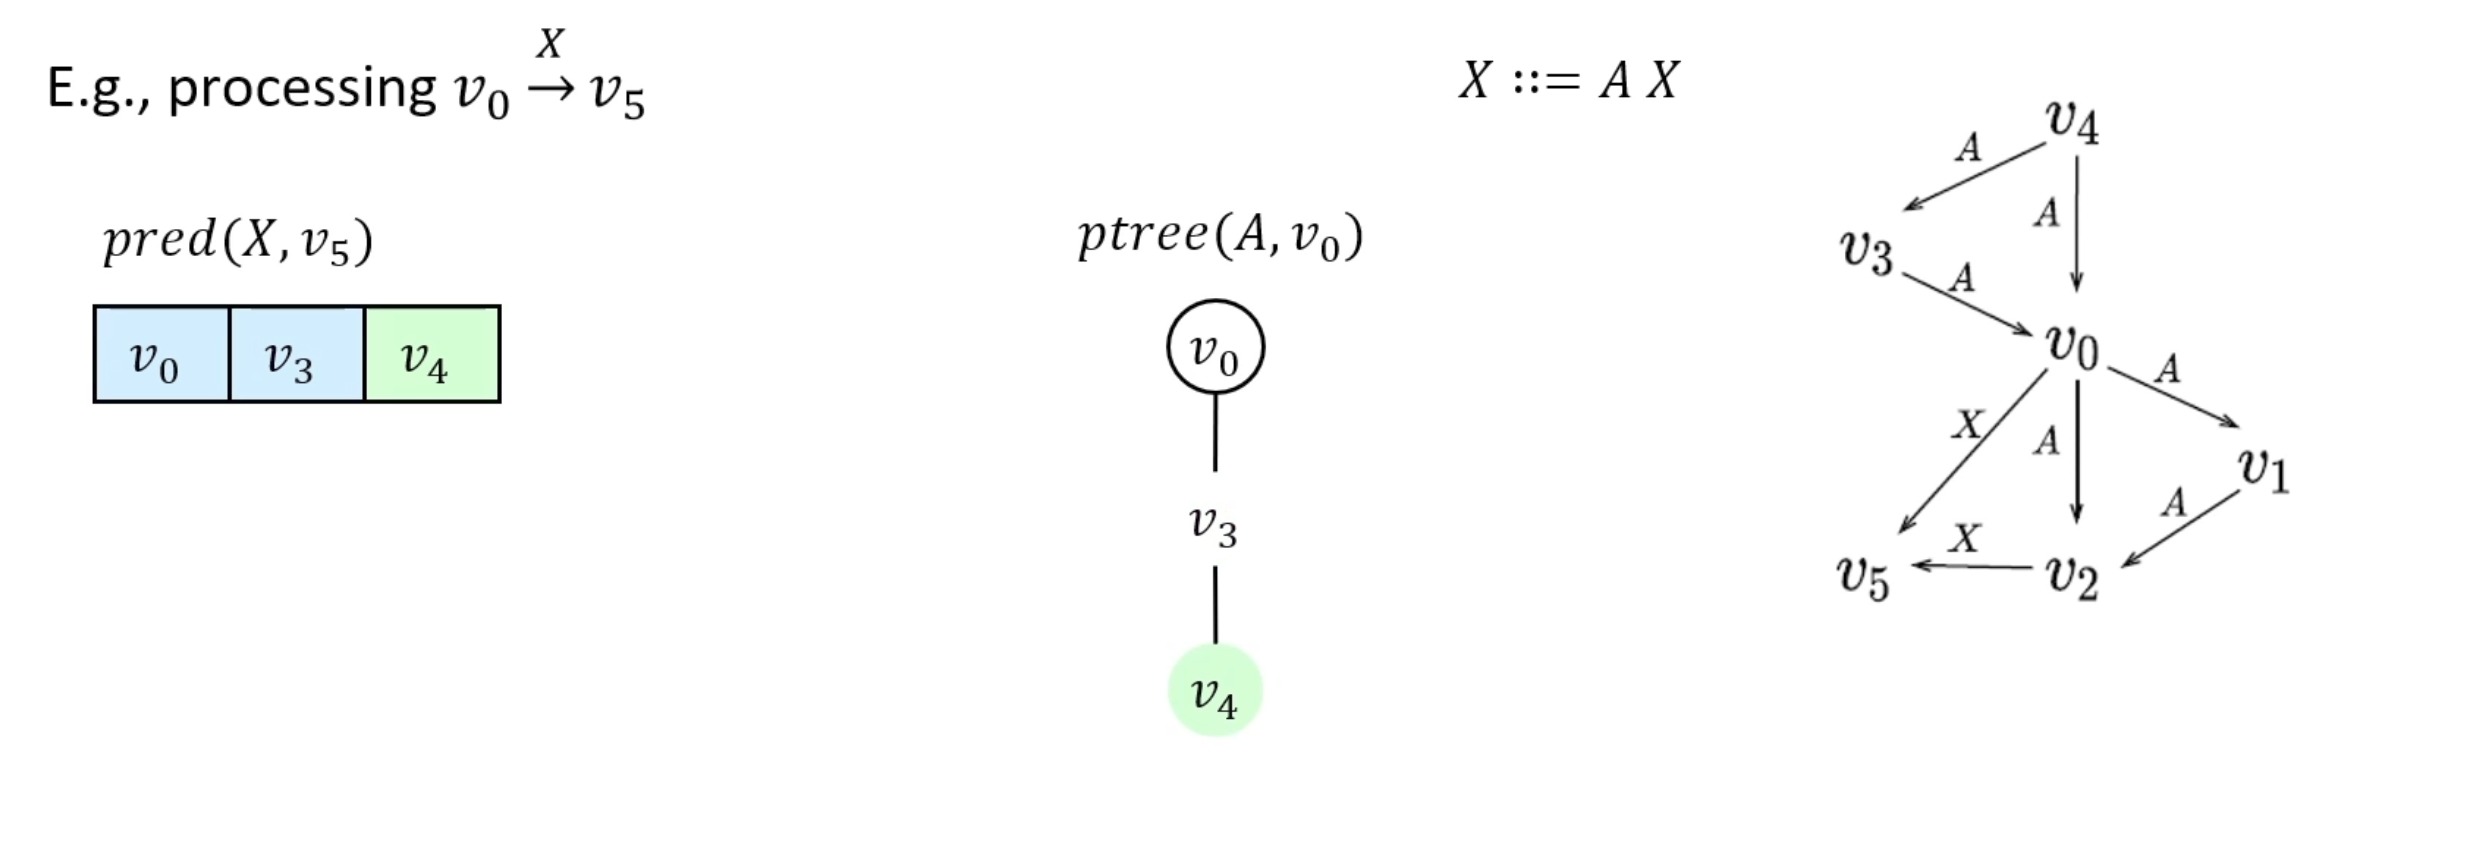 E.g., processing v₀ →ˣ v₅
X ::= A X
pred(X, v₅)
v₀ v₃ v₄
ptree(A, v₀)
v₀
v₃
v₄
v₄
A
A
v₃
A
v₀
A
X
A
v₁
A
X
v₅
v₂